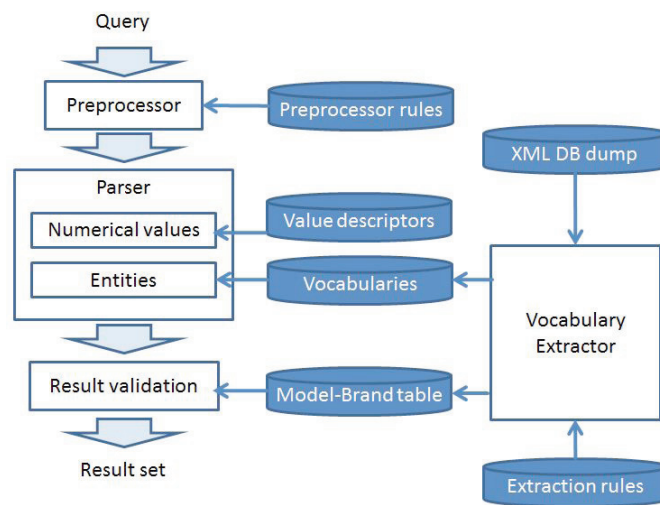 Query
Preprocessor
Preprocessor rules
XML DB dump
Parser
Numerical values
Value descriptors
Entities
Vocabularies
Vocabulary
Extractor
Result validation
Model-Brand table
Result set
Extraction rules